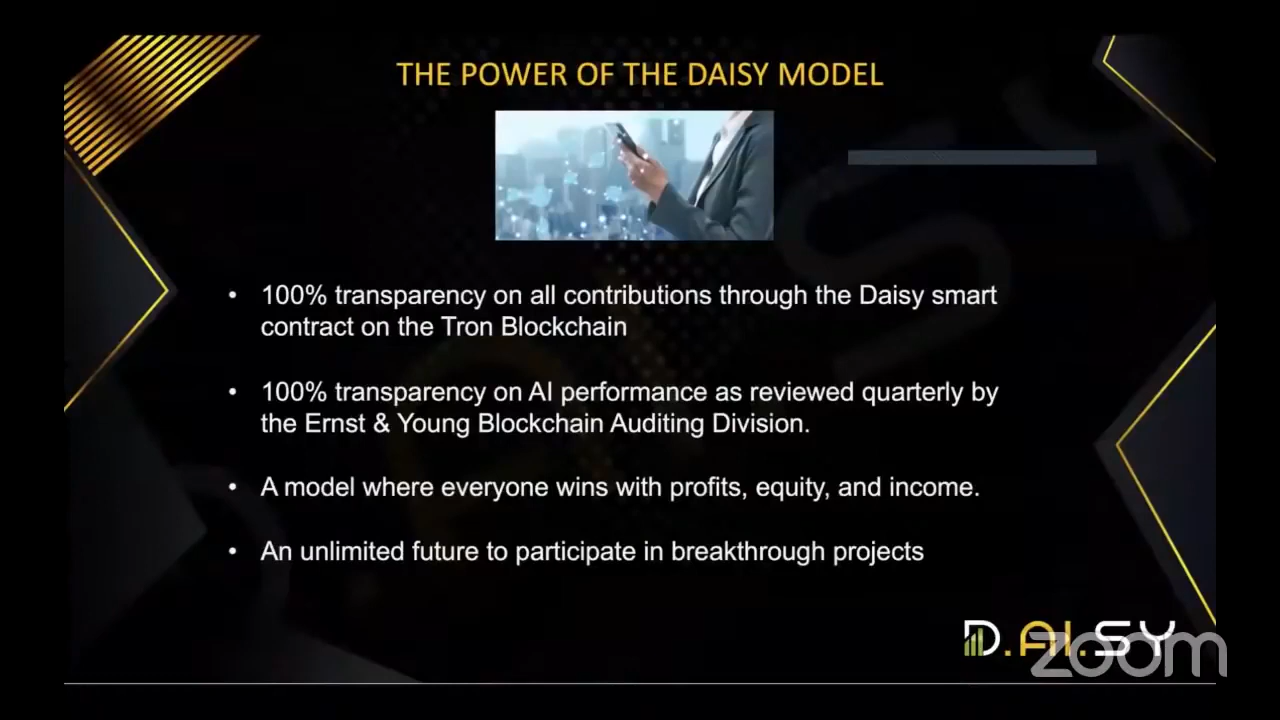 THE POWER OF THE DAISY MODEL
• 100% transparency on all contributions through the Daisy smart
contract on the Tron Blockchain
• 100% transparency on AI performance as reviewed quarterly by
the Ernst & Young Blockchain Auditing Division.
• A model where everyone wins with profits, equity, and income.
• An unlimited future to participate in breakthrough projects
D.AI.SY
zoom